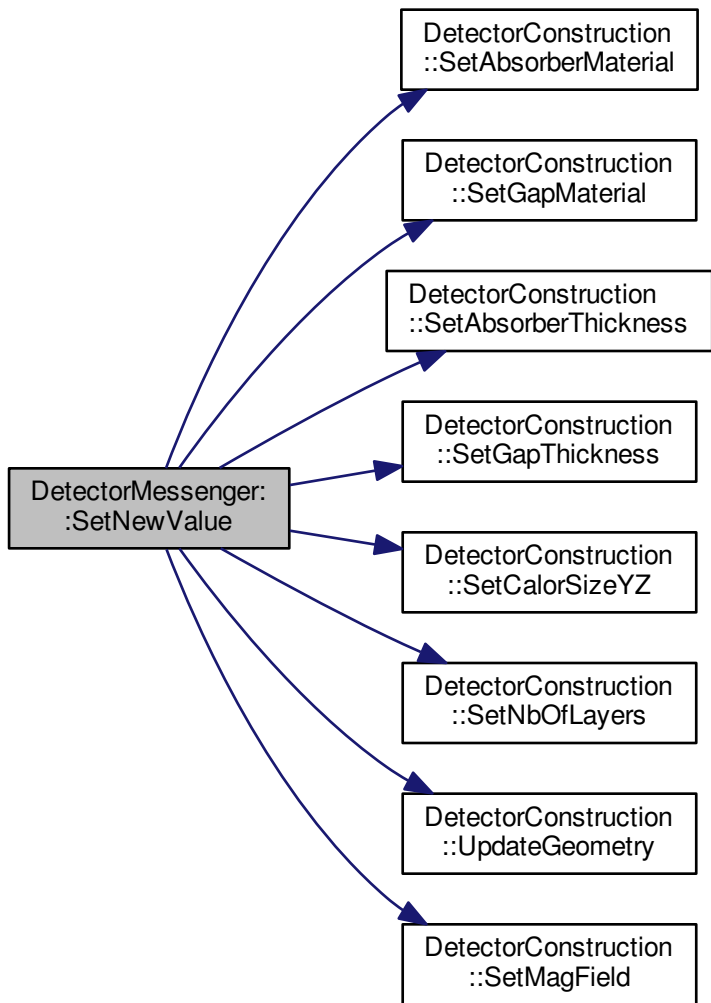 DetectorConstruction
::SetAbsorberMaterial
DetectorConstruction
::SetGapMaterial
DetectorConstruction
::SetAbsorberThickness
DetectorConstruction
::SetGapThickness
DetectorMessenger:
:SetNewValue
DetectorConstruction
::SetCalorSizeYZ
DetectorConstruction
::SetNbOfLayers
DetectorConstruction
::UpdateGeometry
DetectorConstruction
::SetMagField